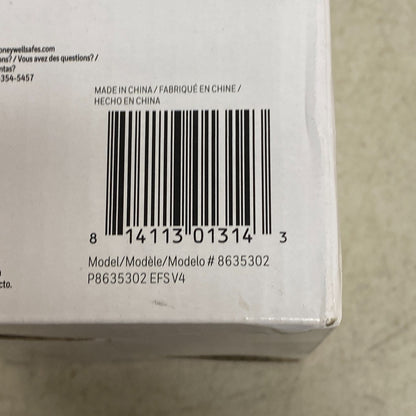 oneywellsafes.com
ons? / Vous avez des questions? /
ntas?
-354-5457
MADE IN CHINA / FABRIQUÉ EN CHINE /
HECHO EN CHINA
8 14113 01314 3
Model/Modèle/Modelo # 8635302
P8635302 EFS V4
cto.